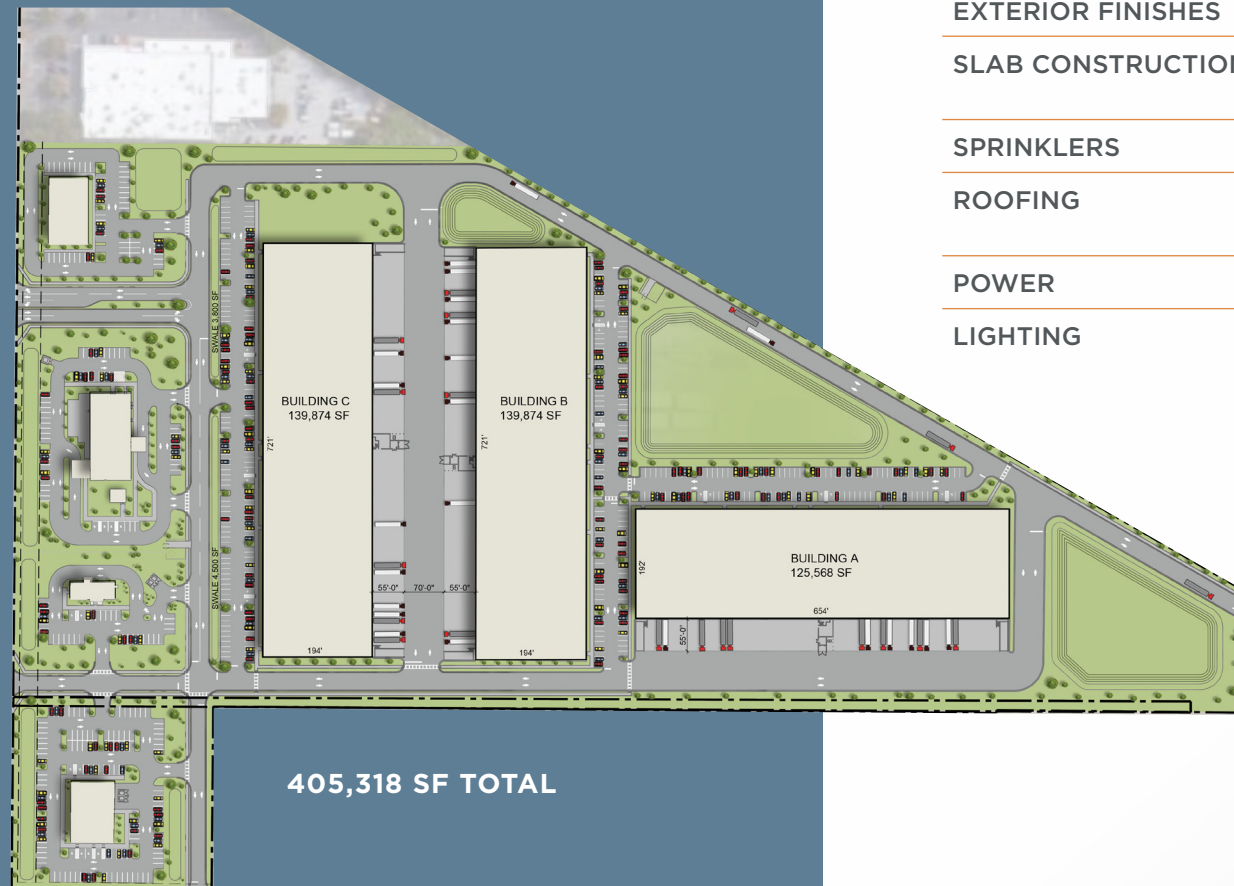 EXTERIOR FINISHES
SLAB CONSTRUCTION
SPRINKLERS
ROOFING
POWER
LIGHTING
SWALE 3,800 SF
SWALE 4,500 SF
BUILDING C
139,874 SF
721'
194'
55'-0"
70'-0"
55'-0"
BUILDING B
139,874 SF
721'
194'
BUILDING A
125,568 SF
192'
654'
55'-0"
405,318 SF TOTAL